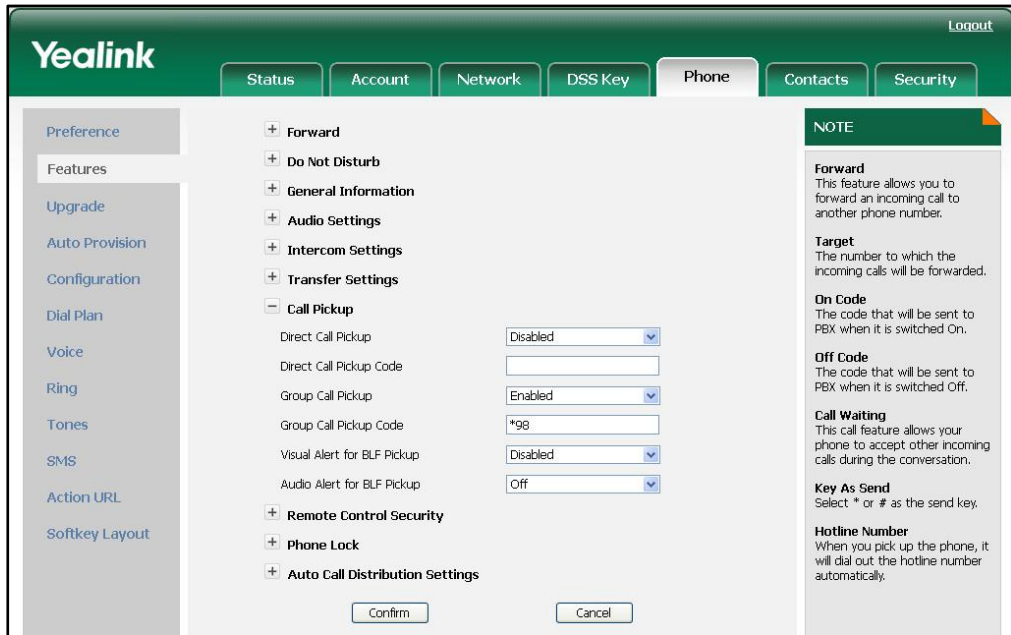 Logout
Yealink
Status
Account
Network
DSS Key
Phone
Contacts
Security
Preference
Features
Upgrade
Auto Provision
Configuration
Dial Plan
Voice
Ring
Tones
SMS
Action URL
Softkey Layout
Forward
Do Not Disturb
General Information
Audio Settings
Intercom Settings
Transfer Settings
Call Pickup
Direct Call Pickup Disabled
Direct Call Pickup Code
Group Call Pickup Enabled
Group Call Pickup Code *98
Visual Alert for BLF Pickup Disabled
Audio Alert for BLF Pickup Off
Remote Control Security
Phone Lock
Auto Call Distribution Settings
Confirm
Cancel
NOTE
Forward
This feature allows you to
forward an incoming call to
another phone number.
Target
The number to which the
incoming calls will be forwarded.
On Code
The code that will be sent to
PBX when it is switched On.
Off Code
The code that will be sent to
PBX when it is switched Off.
Call Waiting
This call feature allows your
phone to accept other incoming
calls during the conversation.
Key As Send
Select * or # as the send key.
Hotline Number
When you pick up the phone, it
will dial out the hotline number
automatically.